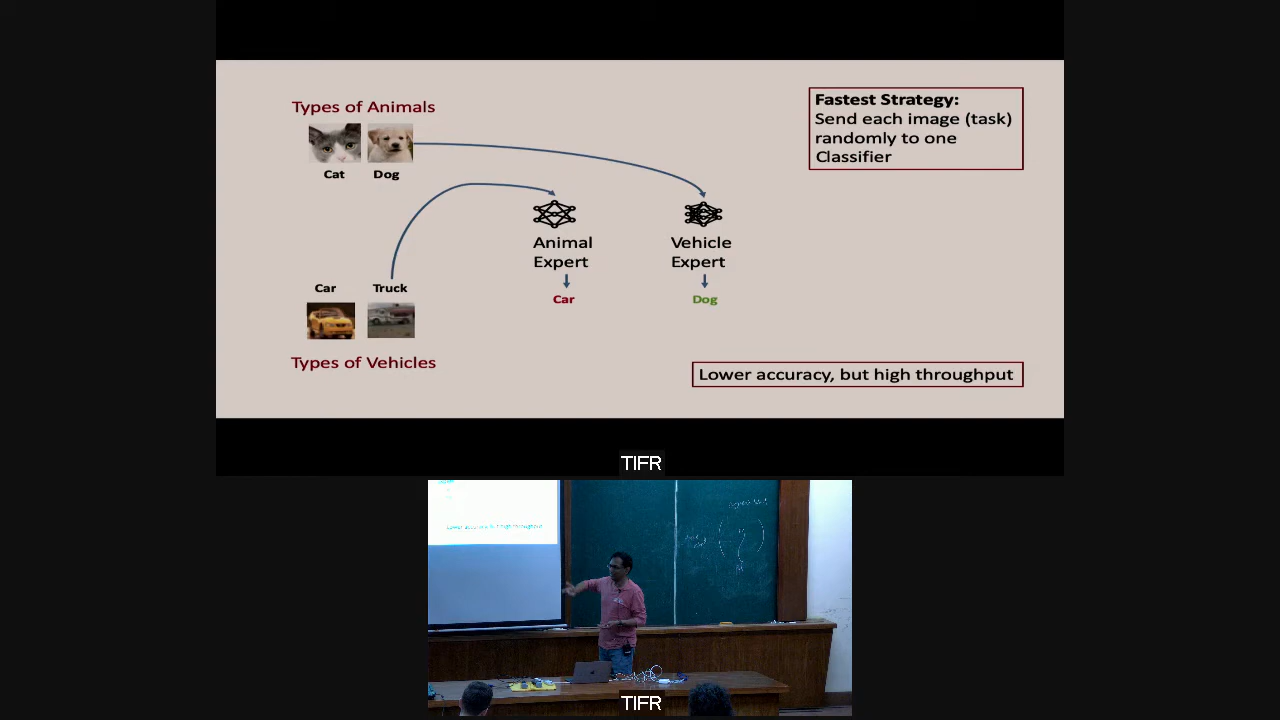 Types of Animals
Cat Dog
Fastest Strategy:
Send each image (task)
randomly to one
Classifier
Animal
Expert
Vehicle
Expert
Car Truck
Car
Dog
Types of Vehicles
Lower accuracy, but high throughput
TIFR
TIFR